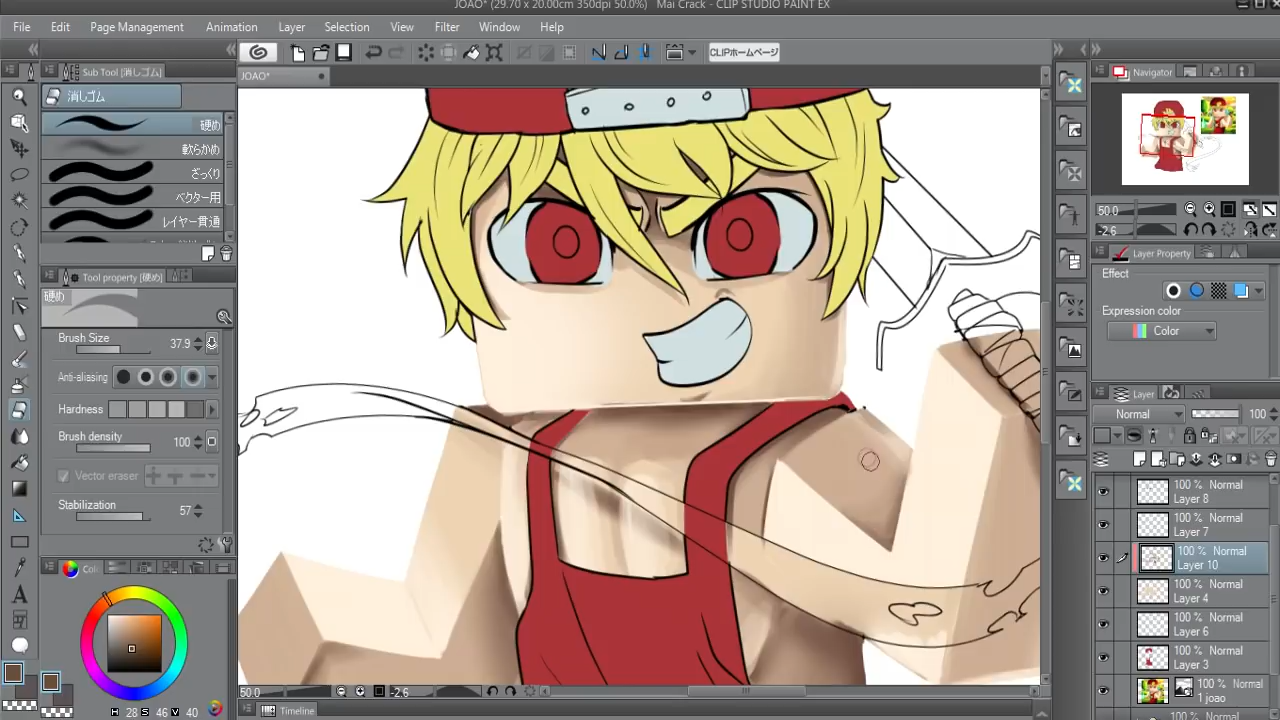 JOAO* (29.70 x 20.00cm 350dpi 50.0%) Mai Crack - CLIP STUDIO PAINT EX
File Edit Page Management Animation Layer Selection View Filter Window Help
CLIPホームページ
Sub Tool [消しゴム]
消しゴム
硬め
軟らかめ
ざっくり
ベクター用
レイヤー貫通
Tool property [硬め]
硬め
Brush Size 37.9
Anti-aliasing
Hardness
Brush density 100
Vector eraser
Stabilization 57
H 28 S 46 V 40
JOAO*
50.0 -2.6
Timeline
Navigator
50.0
-2.6
Layer Property
Effect
Expression color
Color
Layer
Normal 100
100 % Normal
Layer 8
100 % Normal
Layer 7
100 % Normal
Layer 10
100 % Normal
Layer 4
100 % Normal
Layer 6
100 % Normal
Layer 3
100 % Normal
1 joao
100 % Normal